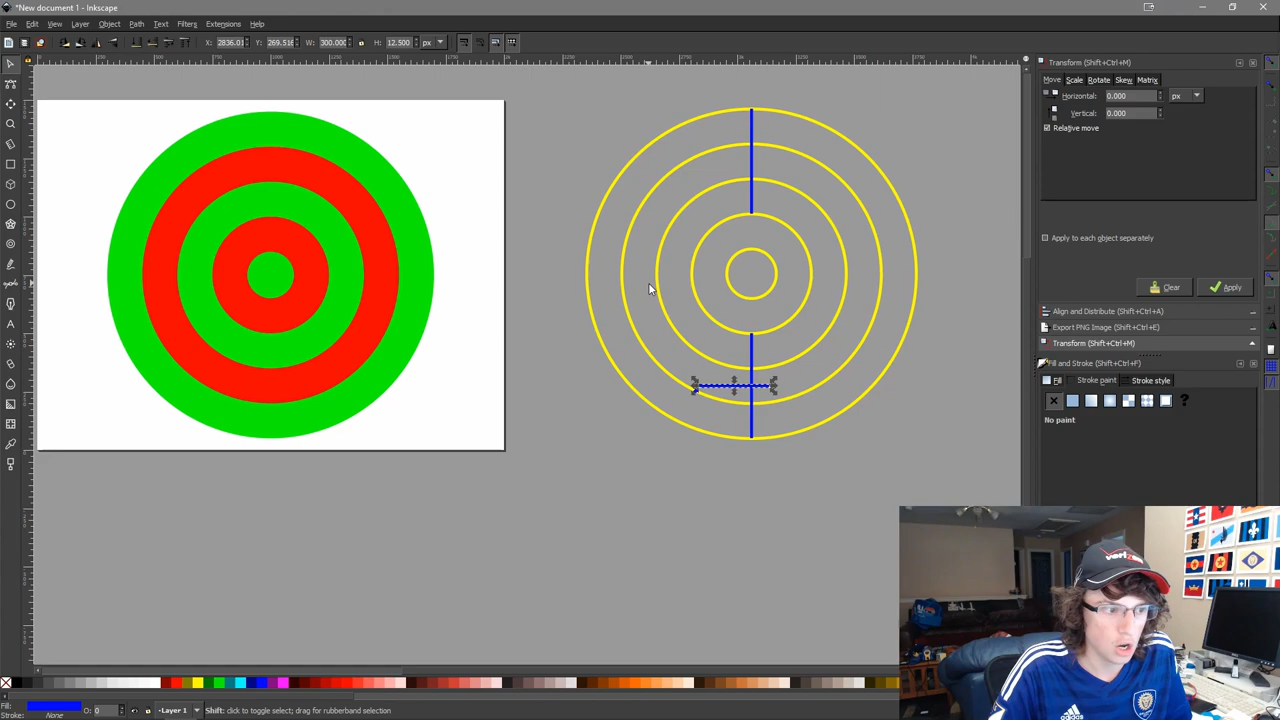 *New document 1 - Inkscape
File Edit View Layer Object Path Text Filters Extensions Help
X: 2836.01 Y: 269.516 W: 300.000 H: 12.500 px
Transform (Shift+Ctrl+M)
Move Scale Rotate Skew Matrix
Horizontal: 0.000 px
Vertical: 0.000
Relative move
Apply to each object separately
Clear Apply
Align and Distribute (Shift+Ctrl+A)
Export PNG Image (Shift+Ctrl+E)
Transform (Shift+Ctrl+M)
Fill and Stroke (Shift+Ctrl+F)
Fill Stroke paint Stroke style
No paint
verizon
adidas
Fill:
Stroke: None O: 0 -Layer 1 Shift: click to toggle select; drag for rubberband selection